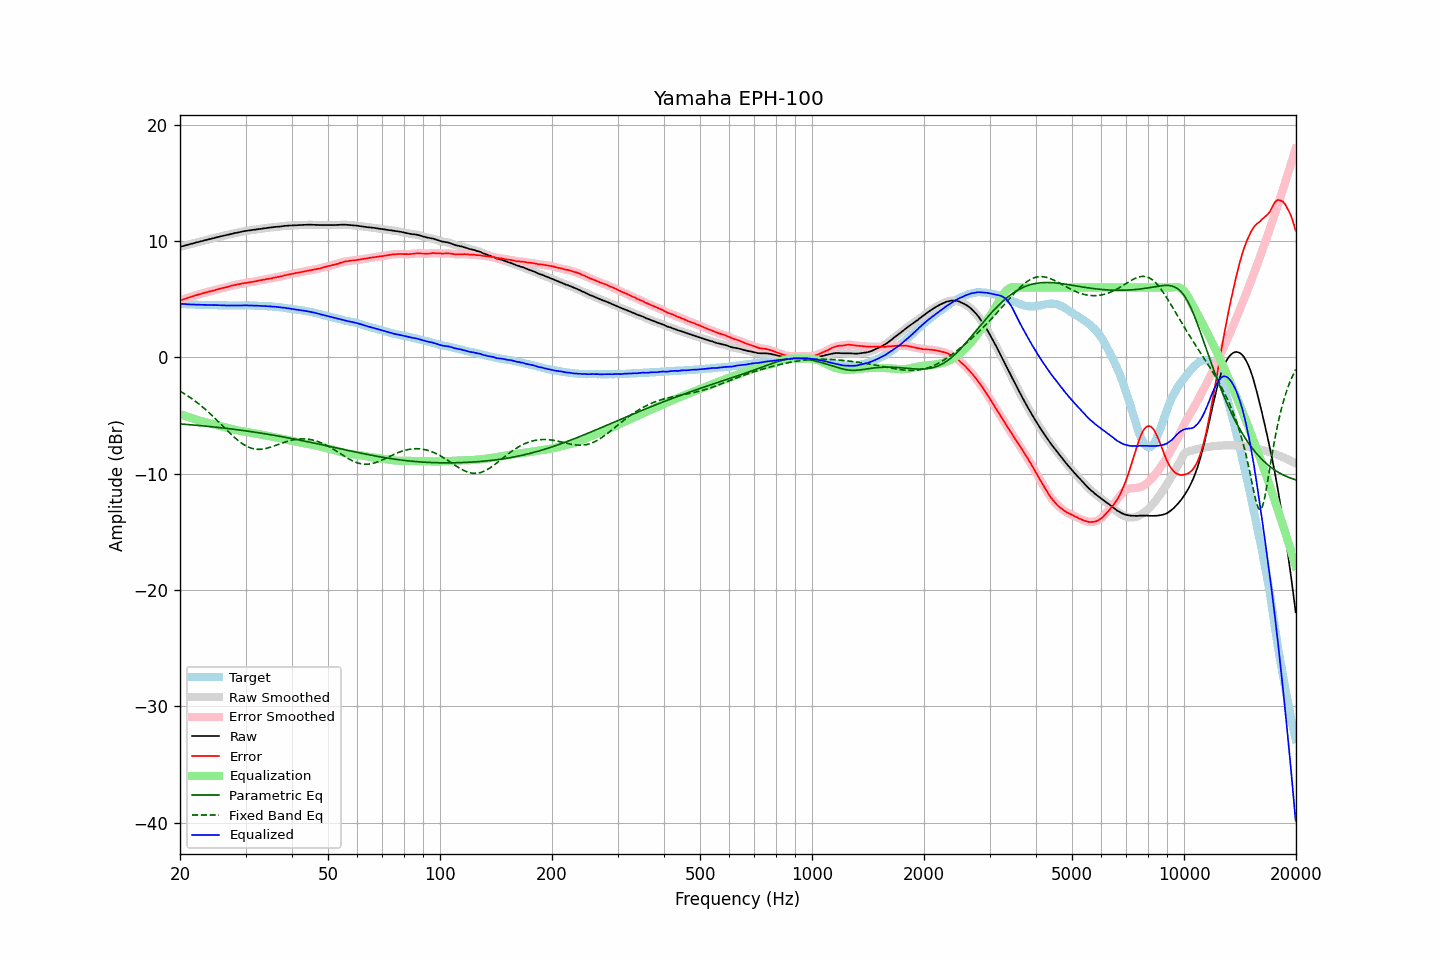 Yamaha EPH-100
20
10
0
−10
−20
−30
−40
Amplitude (dBr)
Target
Raw Smoothed
Error Smoothed
Raw
Error
Equalization
Parametric Eq
Fixed Band Eq
Equalized
20 50 100 200 500 1000 2000 5000 10000 20000
Frequency (Hz)